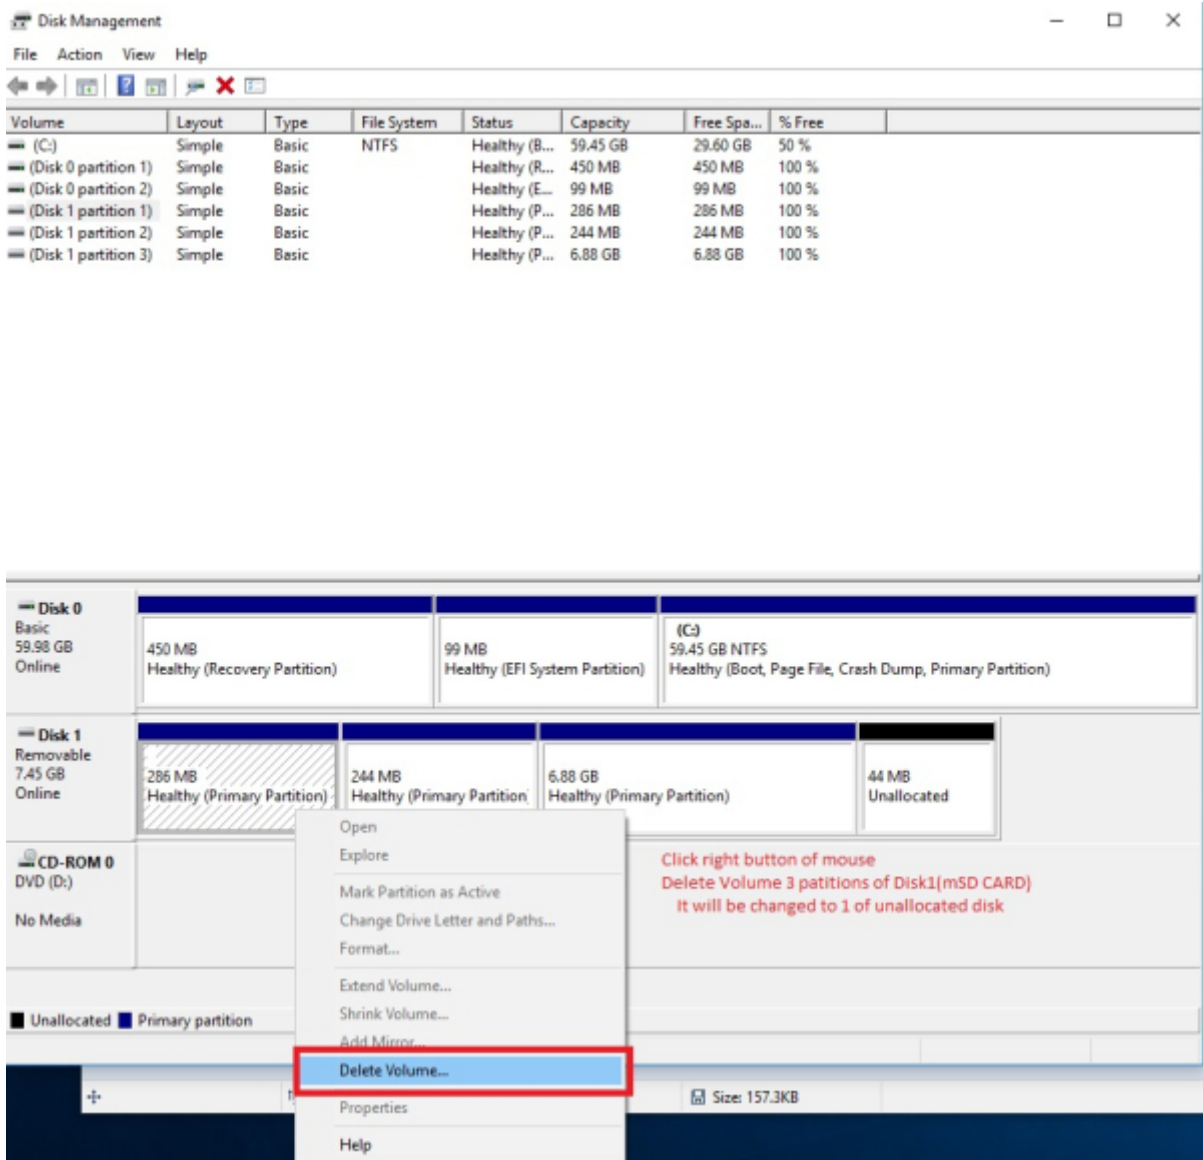 Disk Management
File Action View Help
Volume Layout Type File System Status Capacity Free Spa... % Free
(C:) Simple Basic NTFS Healthy (B... 59.45 GB 29.60 GB 50 %
(Disk 0 partition 1) Simple Basic Healthy (R... 450 MB 450 MB 100 %
(Disk 0 partition 2) Simple Basic Healthy (E... 99 MB 99 MB 100 %
(Disk 1 partition 1) Simple Basic Healthy (P... 286 MB 286 MB 100 %
(Disk 1 partition 2) Simple Basic Healthy (P... 244 MB 244 MB 100 %
(Disk 1 partition 3) Simple Basic Healthy (P... 6.88 GB 6.88 GB 100 %
Disk 0
Basic
59.98 GB
Online
450 MB
Healthy (Recovery Partition)
99 MB
Healthy (EFI System Partition)
(C:)
59.45 GB NTFS
Healthy (Boot, Page File, Crash Dump, Primary Partition)
Disk 1
Removable
7.45 GB
Online
286 MB
Healthy (Primary Partition)
244 MB
Healthy (Primary Partition
6.88 GB
Healthy (Primary Partition)
44 MB
Unallocated
CD-ROM 0
DVD (D:)
No Media
Open
Explore
Mark Partition as Active
Change Drive Letter and Paths...
Format...
Extend Volume...
Shrink Volume...
Add Mirror...
Delete Volume...
Properties
Help
Click right button of mouse
Delete Volume 3 patitions of Disk1(mSD CARD)
It will be changed to 1 of unallocated disk
Unallocated Primary partition
Size: 157.3KB